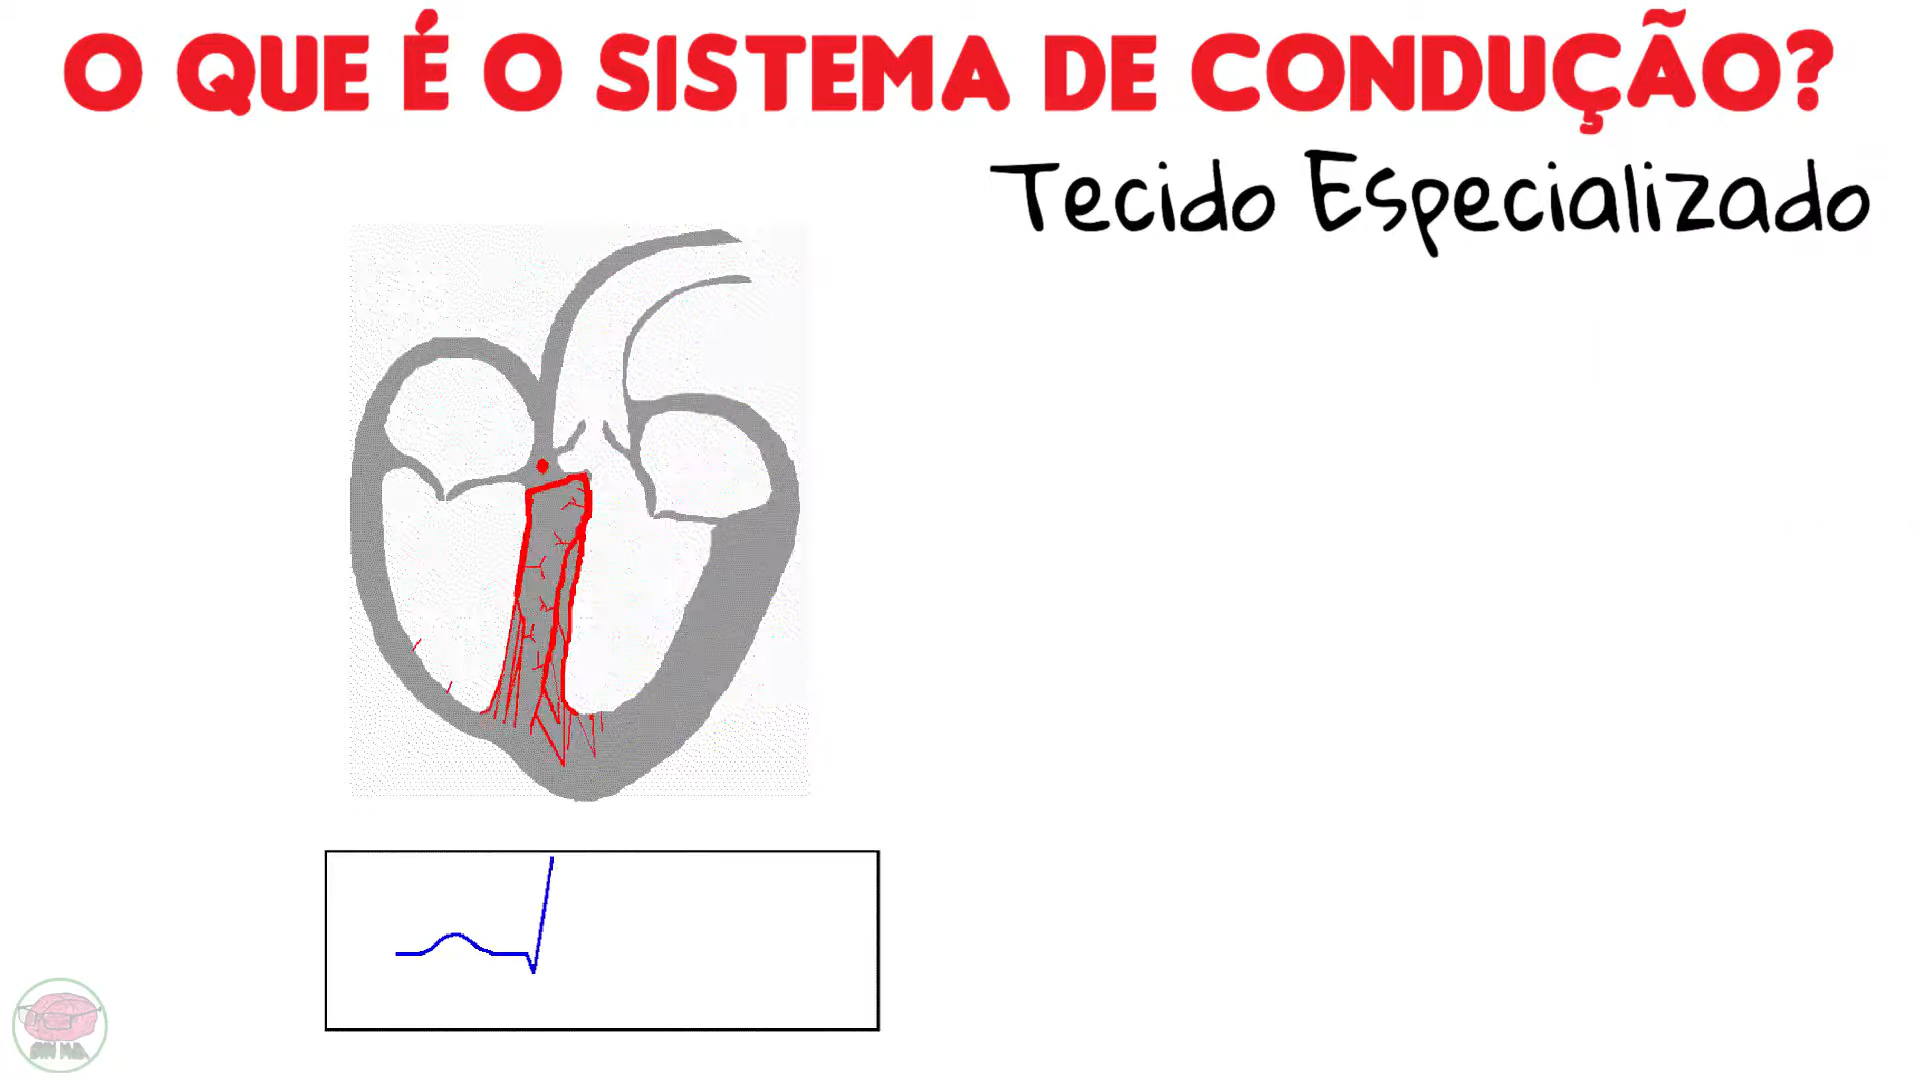 O QUE É O SISTEMA DE CONDUÇÃO?
Tecido Especializado